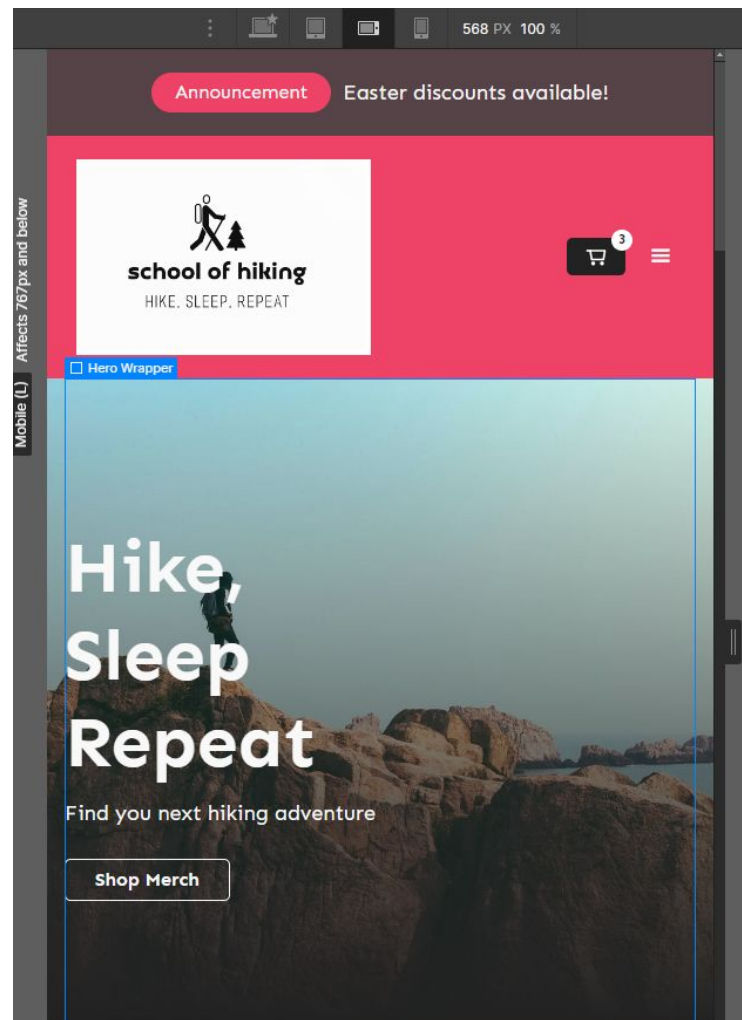 568 PX 100 %
Announcement Easter discounts available!
school of hiking
HIKE. SLEEP. REPEAT
3
Affects 767px and below
Mobile (L)
Hero Wrapper
Hike,
Sleep
Repeat
Find you next hiking adventure
Shop Merch